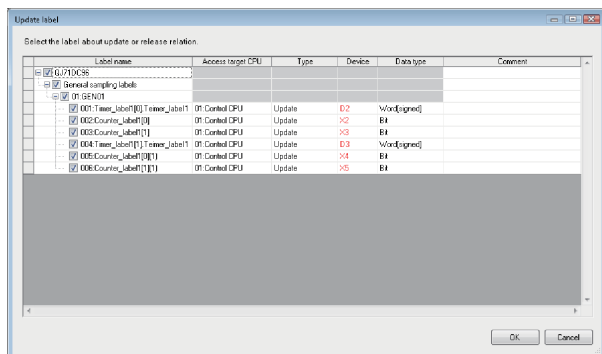 Update label
Select the label about update or release relation.
Label name Access target CPU Type Device Data type Comment
QJ71DC96
General sampling labels
01:GEN01
001:Timer_label1[0].Teimer_label1 01:Control CPU Update D2 Word[signed]
002:Counter_label1[0] 01:Control CPU Update X2 Bit
003:Counter_label1[1] 01:Control CPU Update X3 Bit
004:Timer_label1[1].Teimer_label1 01:Control CPU Update D3 Word[signed]
005:Counter_label1[0](1) 01:Control CPU Update X4 Bit
006:Counter_label1[1](1) 01:Control CPU Update X5 Bit
OK Cancel